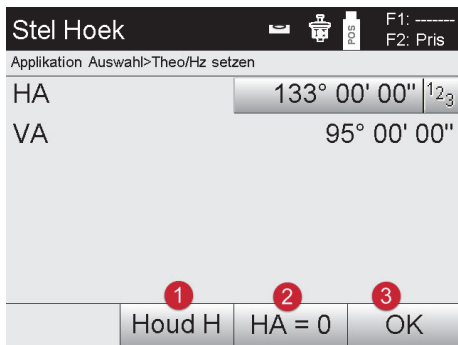 Stel Hoek
POS
F1: -------
F2: Pris
Applikation Auswahl>Theo/Hz setzen
HA 133° 00' 00" 123
VA 95° 00' 00"
1 2 3
Houd H HA = 0 OK